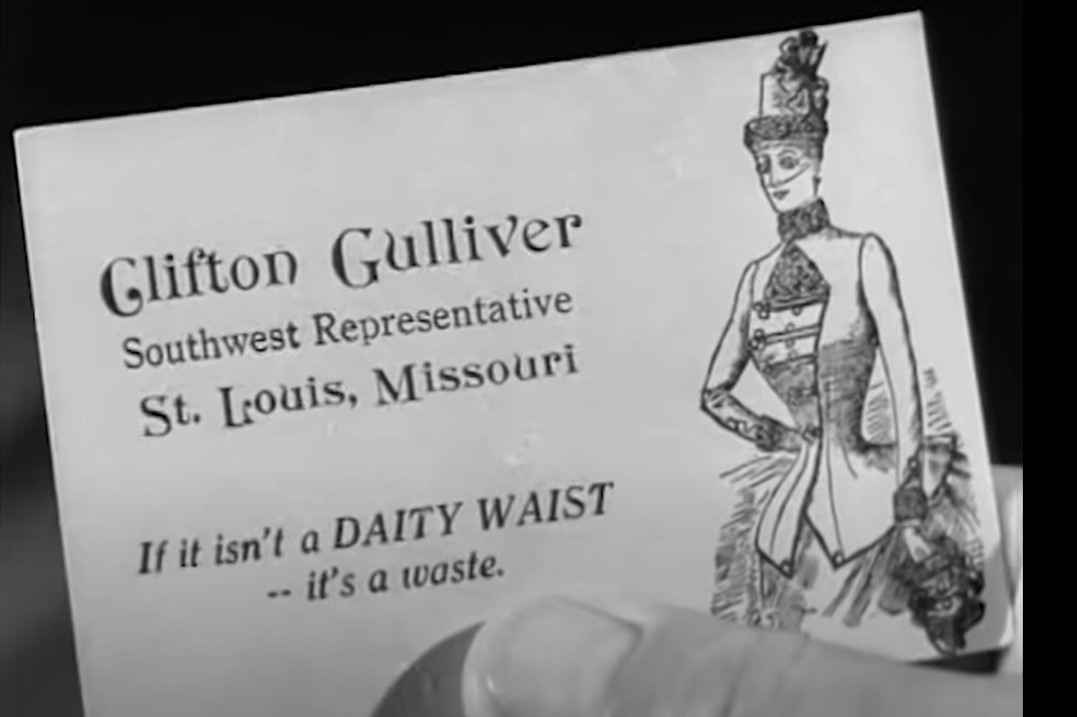 Clifton Gulliver
Southwest Representative
St. Louis, Missouri
If it isn't a DAITY WAIST
-- it's a waste.